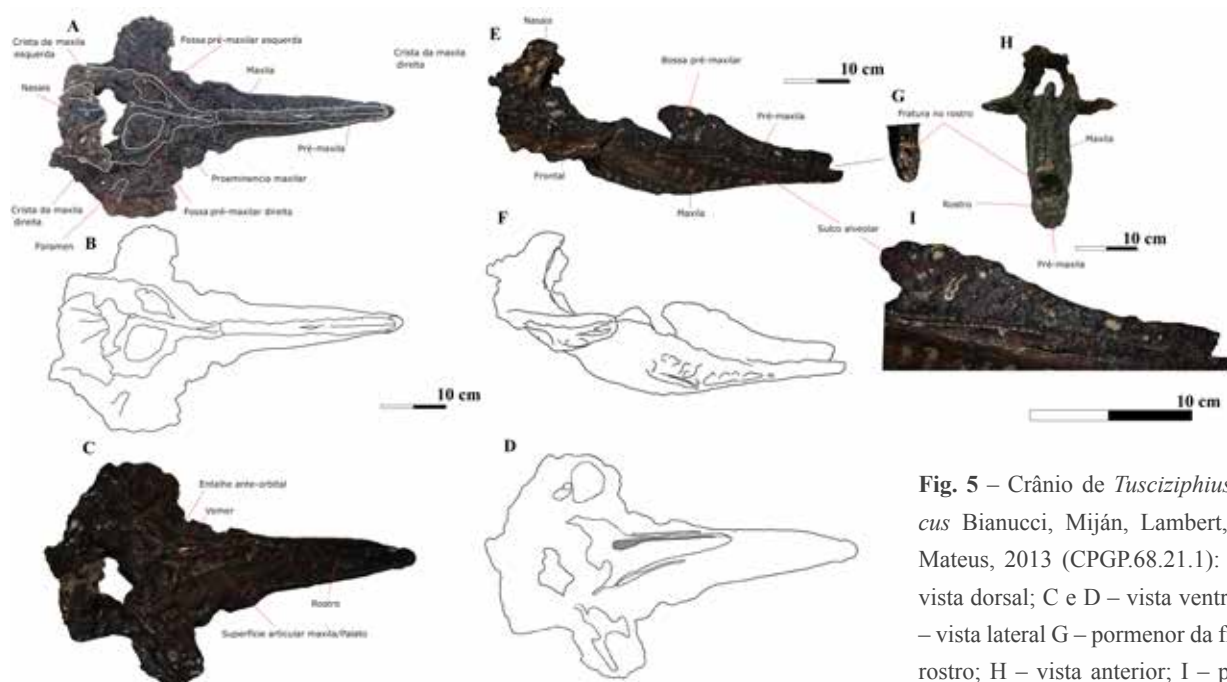 A
Crista de maxila
esquerda
Fossa pré-maxilar esquerda
Maxila
Nasais
Crista da maxila
direita
Pré-maxila
Proeminencia maxilar
Fossa pré-maxilar direita
Crista da maxila
direita
Foramen
B
10 cm
C
Entalhe ante-orbital
Vomer
Rostro
Superfície articular maxila/Palato
D
E
Nasais
Bossa pré-maxilar
10 cm
Pré-maxila
Frontal
Maxila
Sulco alveolar
F
G
Fratura no rostro
H
Maxila
Rostro
10 cm
Pré-maxila
I
10 cm
Fig. 5 – Crânio de Tusciziphius
cus Bianucci, Miján, Lambert,
Mateus, 2013 (CPGP.68.21.1):
vista dorsal; C e D – vista ventr
– vista lateral G – pormenor da f
rostro; H – vista anterior; I – p